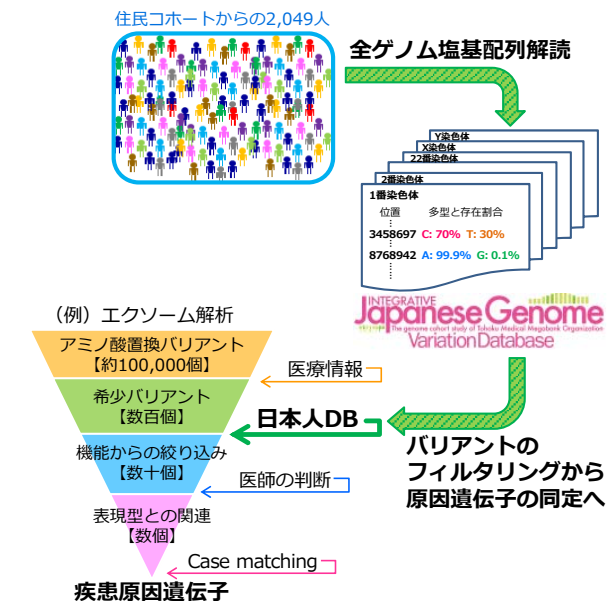 住民コホートからの2,049人
全ゲノム塩基配列解読
Y染色体
X染色体
22番染色体
2番染色体
1番染色体
位置 多型と存在割合
3458697 C: 70% T: 30%
8768942 A: 99.9% G: 0.1%
INTEGRATIVE
Japanese Genome
The genome cohort study of Tohoku Medical Megabank Organization
Variation Database
（例）エクソーム解析
アミノ酸置換バリアント
【約100,000個】
医療情報
希少バリアント
【数百個】
日本人DB
機能からの絞り込み
【数十個】
医師の判断
バリアントの
フィルタリングから
原因遺伝子の同定へ
表現型との関連
【数個】
Case matching
疾患原因遺伝子